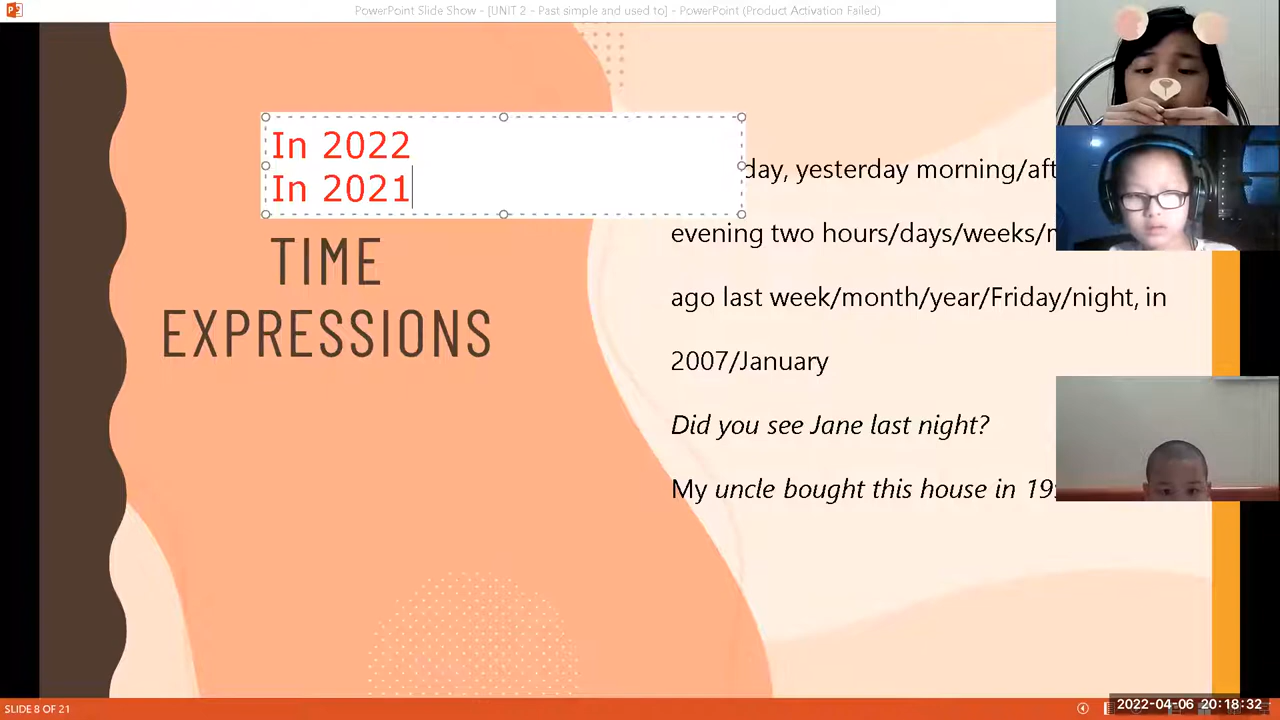 PowerPoint Slide Show - [UNIT 2 - Past simple and used to] - PowerPoint (Product Activation Failed)
In 2022
In 2021
TIME
EXPRESSIONS
day, yesterday morning/aft
evening two hours/days/weeks/
ago last week/month/year/Friday/night, in
2007/January
Did you see Jane last night?
My uncle bought this house in 19
SLIDE 8 OF 21
2022-04-06 20:18:32